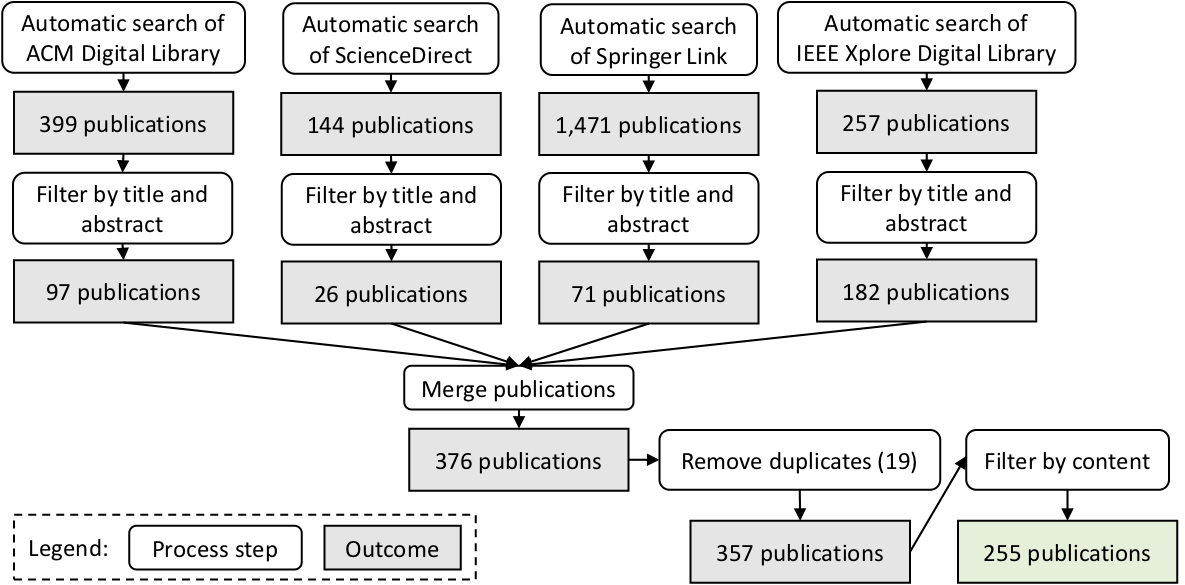 Automatic search of
ACM Digital Library
Automatic search
of ScienceDirect
Automatic search
of Springer Link
Automatic search of
IEEE Xplore Digital Library
399 publications
144 publications
1,471 publications
257 publications
Filter by title and
abstract
Filter by title and
abstract
Filter by title and
abstract
Filter by title and
abstract
97 publications
26 publications
71 publications
182 publications
Merge publications
376 publications
Remove duplicates (19)
Filter by content
357 publications
255 publications
Legend:
Process step
Outcome